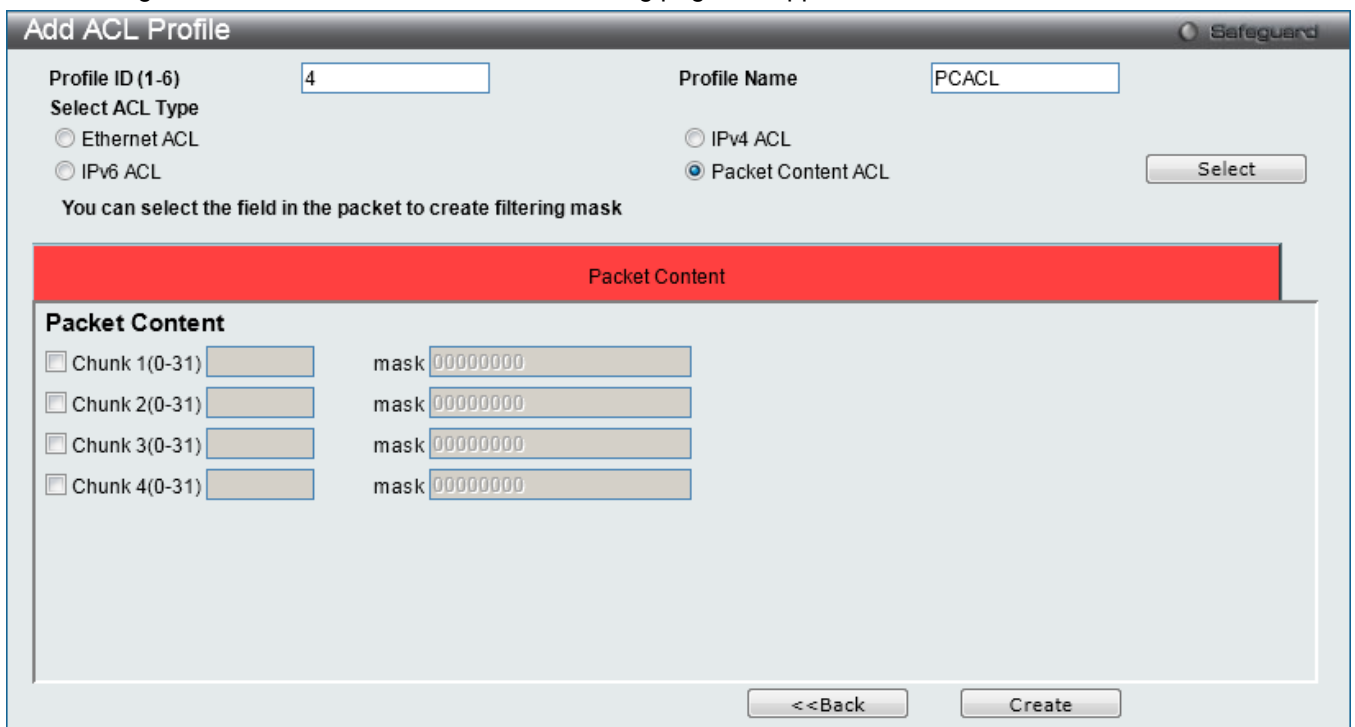 Add ACL Profile Safeguard
Profile ID (1-6) 4 Profile Name PCACL
Select ACL Type
Ethernet ACL IPv4 ACL
IPv6 ACL Packet Content ACL Select
You can select the field in the packet to create filtering mask
Packet Content
Packet Content
Chunk 1(0-31) mask 00000000
Chunk 2(0-31) mask 00000000
Chunk 3(0-31) mask 00000000
Chunk 4(0-31) mask 00000000
<<Back Create